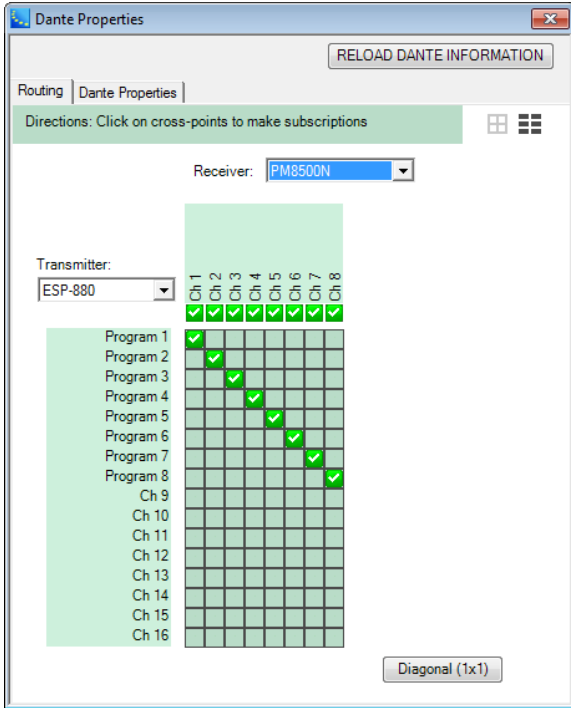 Dante Properties
RELOAD DANTE INFORMATION
Routing Dante Properties
Directions: Click on cross-points to make subscriptions
Receiver: PM8500N
Transmitter:
ESP-880
Ch 1 Ch 2 Ch 3 Ch 4 Ch 5 Ch 6 Ch 7 Ch 8
Program 1
Program 2
Program 3
Program 4
Program 5
Program 6
Program 7
Program 8
Ch 9
Ch 10
Ch 11
Ch 12
Ch 13
Ch 14
Ch 15
Ch 16
Diagonal (1x1)